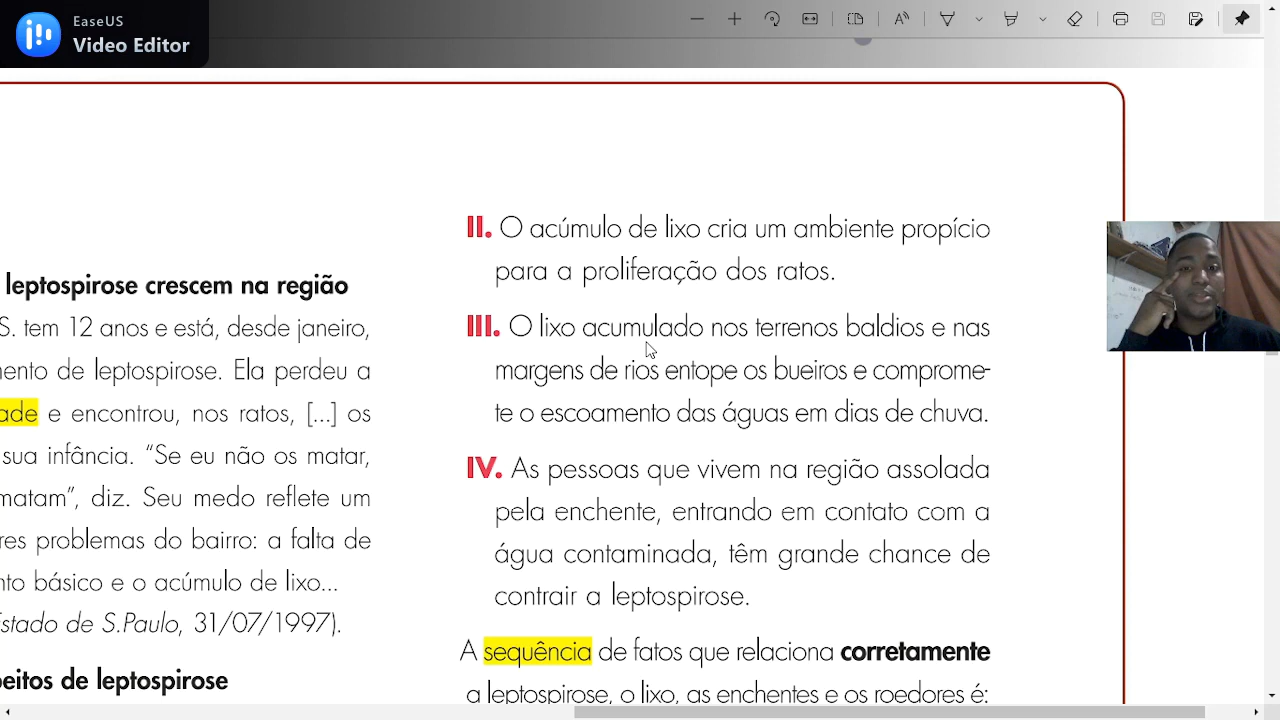 EaseUS
Video Editor
leptospirose crescem na região
S. tem 12 anos e está, desde janeiro,
de leptospirose. Ela perdeu a
e encontrou, nos ratos, [...] os
sua infância. “Se eu não os matar,
matam”, diz. Seu medo reflete um
problemas do bairro: a falta de
básico e o acúmulo de lixo...
de S.Paulo, 31/07/1997).
de leptospirose
II. O acúmulo de lixo cria um ambiente propício
para a proliferação dos ratos.
III. O lixo acumulado nos terrenos baldios e nas
margens de rios entope os bueiros e comprome-
te o escoamento das águas em dias de chuva.
IV. As pessoas que vivem na região assolada
pela enchente, entrando em contato com a
água contaminada, têm grande chance de
contrair a leptospirose.
A sequência de fatos que relaciona corretamente
a leptospirose, o lixo, as enchentes e os roedores é: